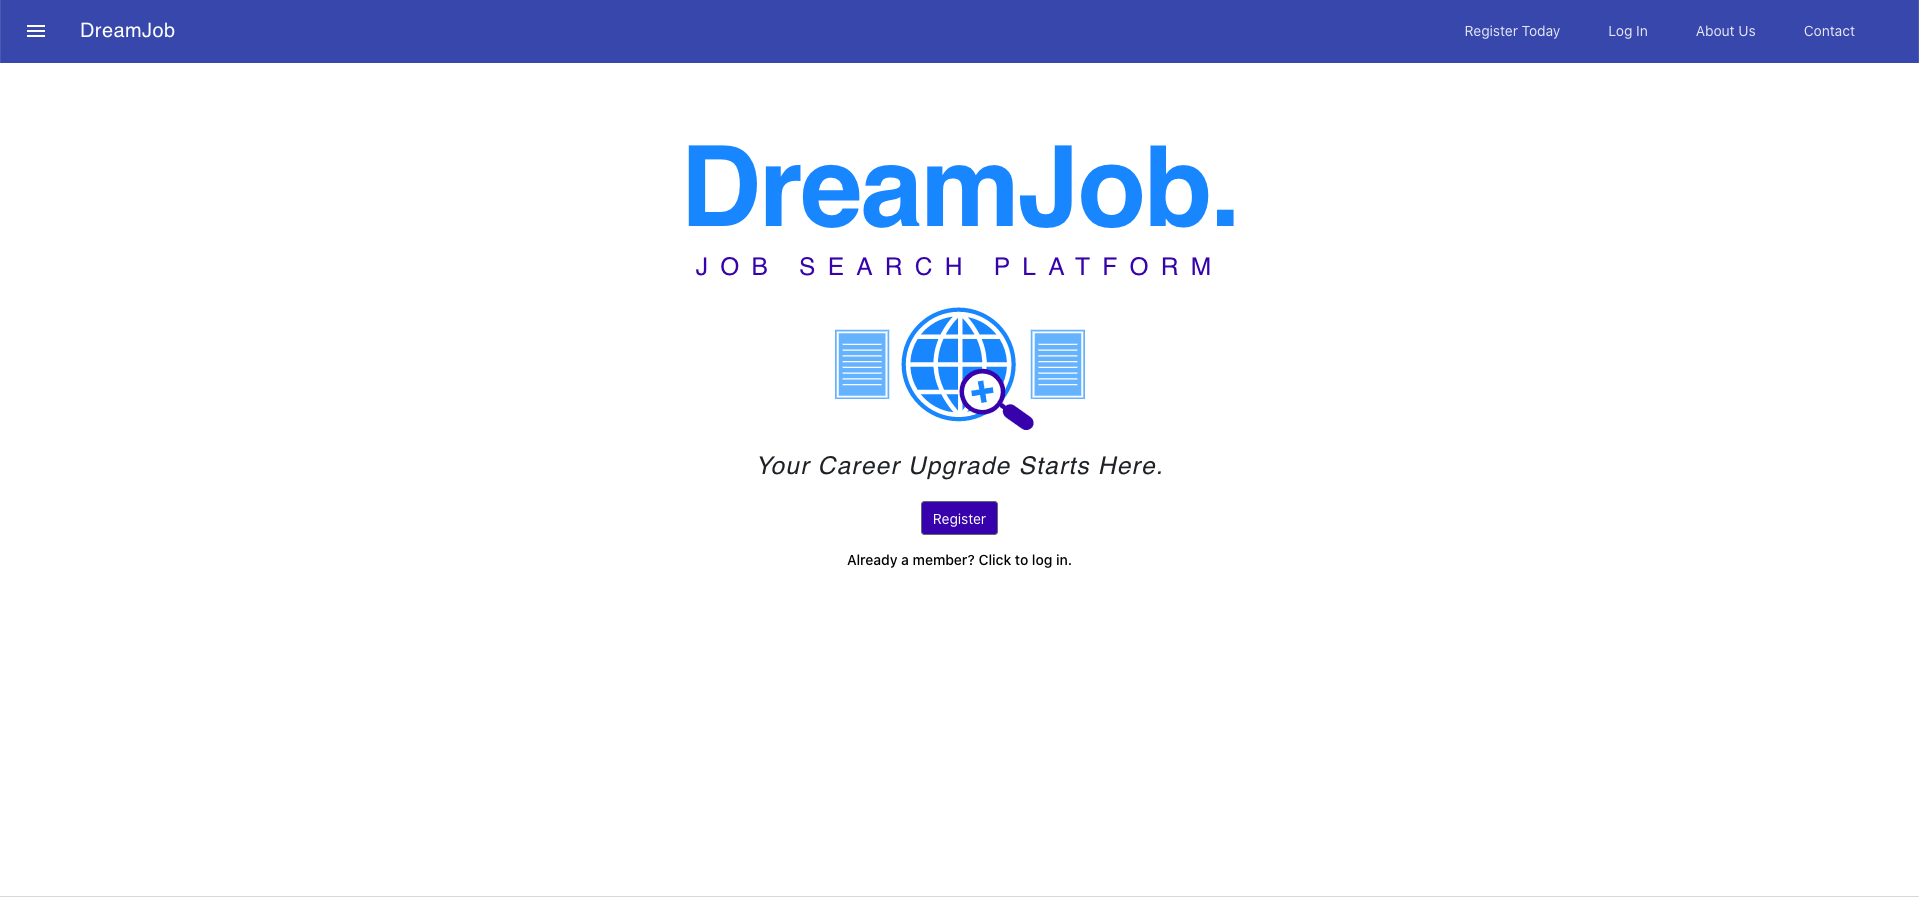 DreamJob
Register Today
Log In
About Us
Contact
DreamJob.
JOB SEARCH PLATFORM
Your Career Upgrade Starts Here.
Register
Already a member? Click to log in.